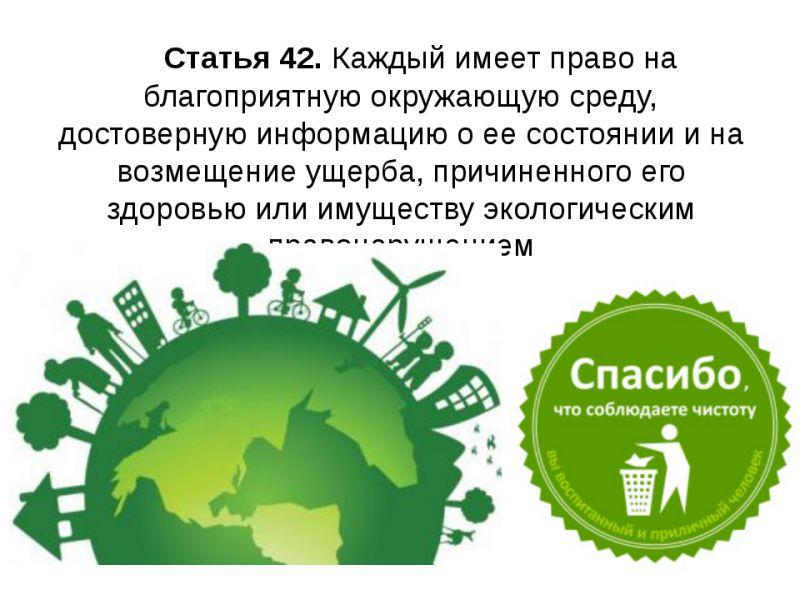 Статья 42. Каждый имеет право на
благоприятную окружающую среду,
достоверную информацию о ее состоянии и на
возмещение ущерба, причиненного его
здоровью или имуществу экологическим
правонарушением
Спасибо,
что соблюдаете чистоту
вы воспитанный и приличный человек